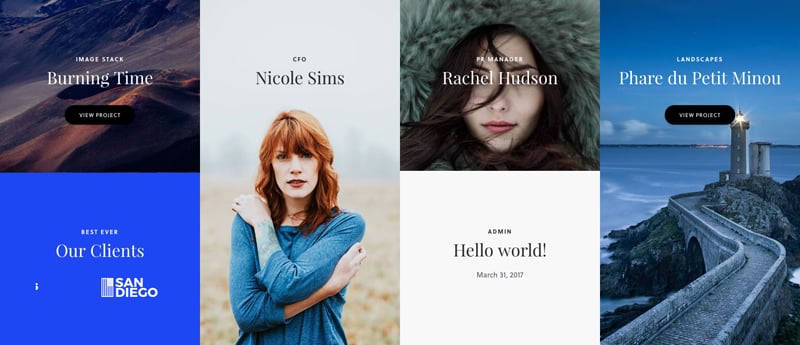 IMAGE STACK
Burning Time
VIEW PROJECT
BEST EVER
Our Clients
SAN
DIEGO
CFO
Nicole Sims
PR MANAGER
Rachel Hudson
ADMIN
Hello world!
March 31, 2017
LANDSCAPES
Phare du Petit Minou
VIEW PROJECT